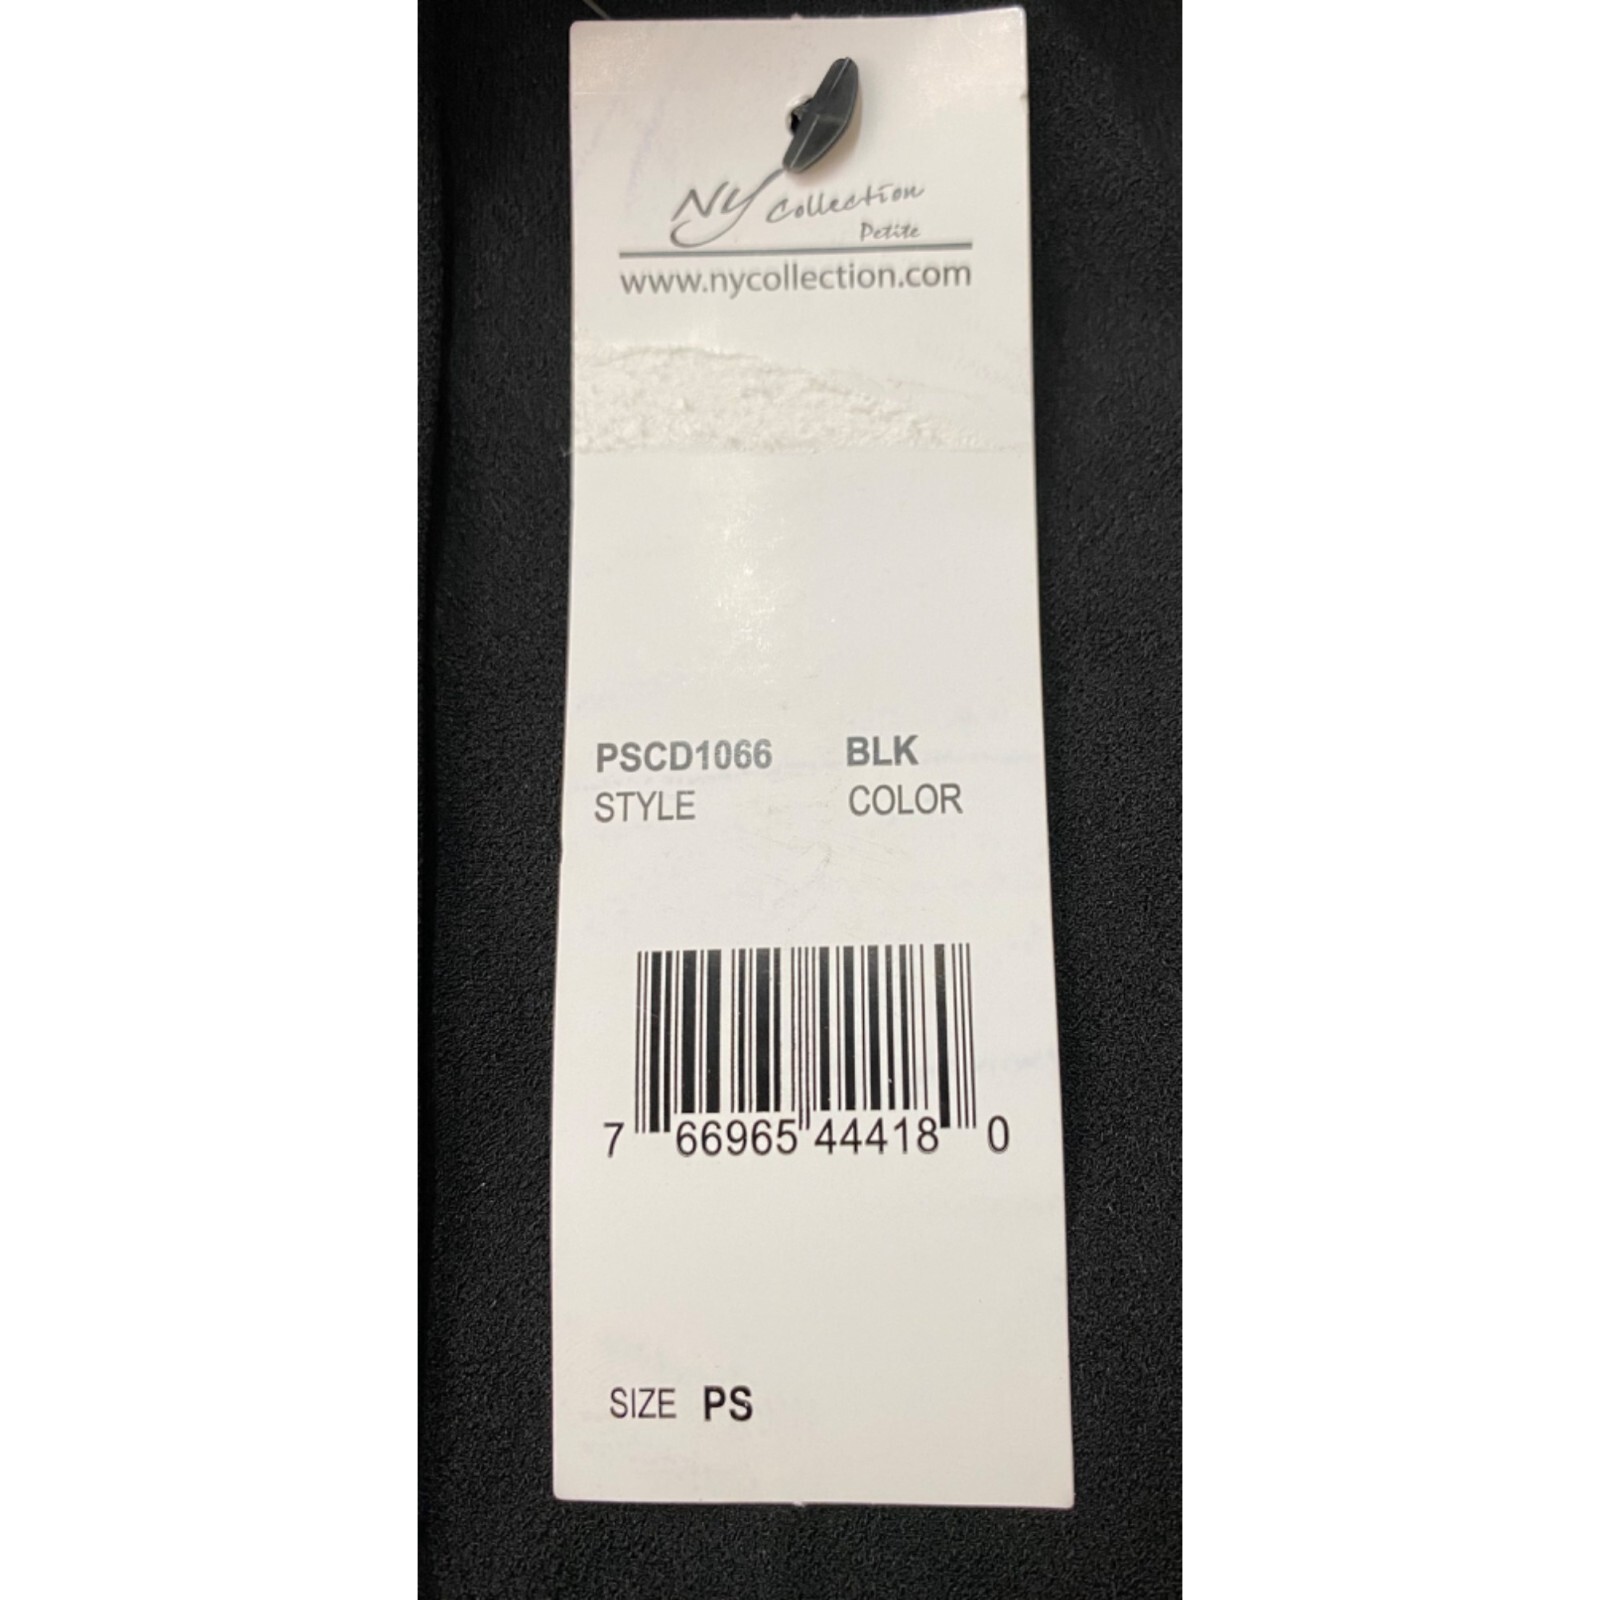 NY Collection
Petite
www.nycollection.com
PSCD1066 BLK
STYLE COLOR
7 66965 44418 0
SIZE PS